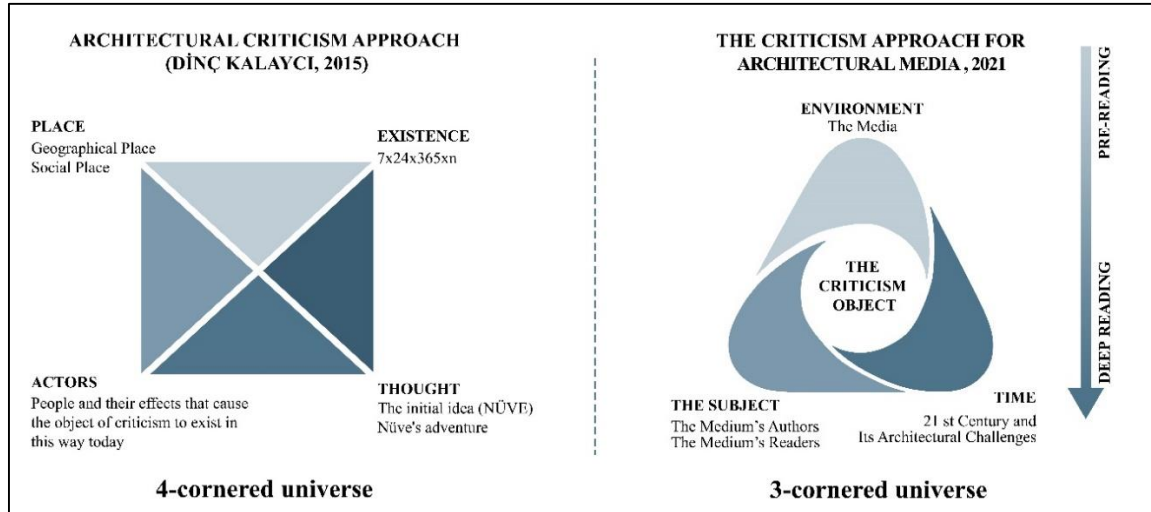 ARCHITECTURAL CRITICISM APPROACH
(DİNÇ KALAYCI, 2015)
PLACE
Geographical Place
Social Place
EXISTENCE
7x24x365xn
ACTORS
People and their effects that cause
the object of criticism to exist in
this way today
THOUGHT
The initial idea (NÜVE)
Nüve's adventure
4-cornered universe
THE CRITICISM APPROACH FOR
ARCHITECTURAL MEDIA , 2021
ENVIRONMENT
The Media
THE
CRITICISM
OBJECT
THE SUBJECT
The Medium's Authors
The Medium's Readers
TIME
21 st Century and
Its Architectural Challenges
3-cornered universe
PRE-READING
DEEP READING